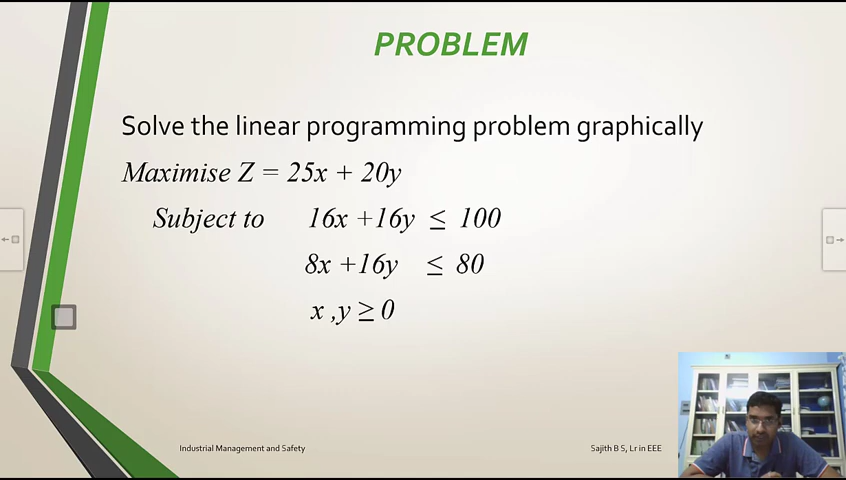 PROBLEM
Solve the linear programming problem graphically
Maximise Z = 25x + 20y
Subject to 16x +16y ≤ 100
8x +16y ≤ 80
x ,y ≥ 0
Industrial Management and Safety
Sajith B S, Lr in EEE